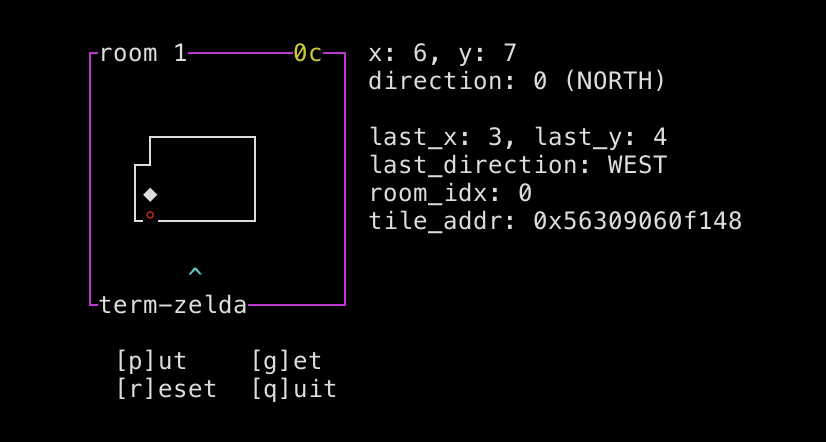 room 1 0c
x: 6, y: 7
direction: 0 (NORTH)
last_x: 3, last_y: 4
last_direction: WEST
room_idx: 0
tile_addr: 0x56309060f148
^
term-zelda
[p]ut [g]et
[r]eset [q]uit